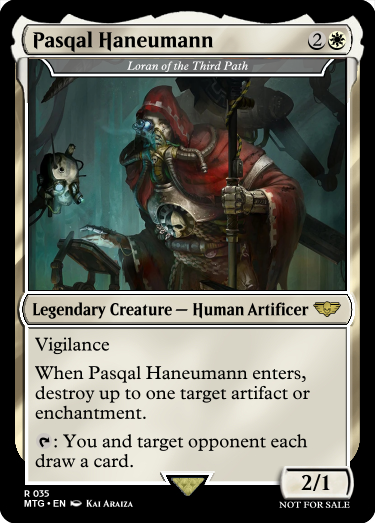 Pasqal Haneumann 2
Loran of the Third Path
Legendary Creature — Human Artificer
Vigilance
When Pasqal Haneumann enters,
destroy up to one target artifact or
enchantment.
: You and target opponent each
draw a card.
2/1
R 035
MTG • EN Kai Araiza
NOT FOR SALE